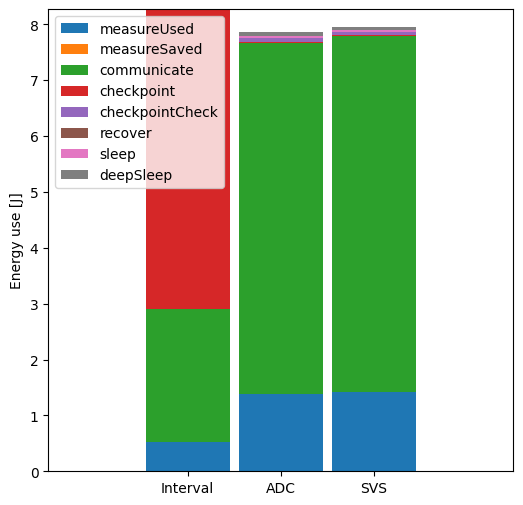 measureUsed
measureSaved
communicate
checkpoint
checkpointCheck
recover
sleep
deepSleep
Energy use [J]
8
7
6
5
4
3
2
1
0
Interval ADC SVS